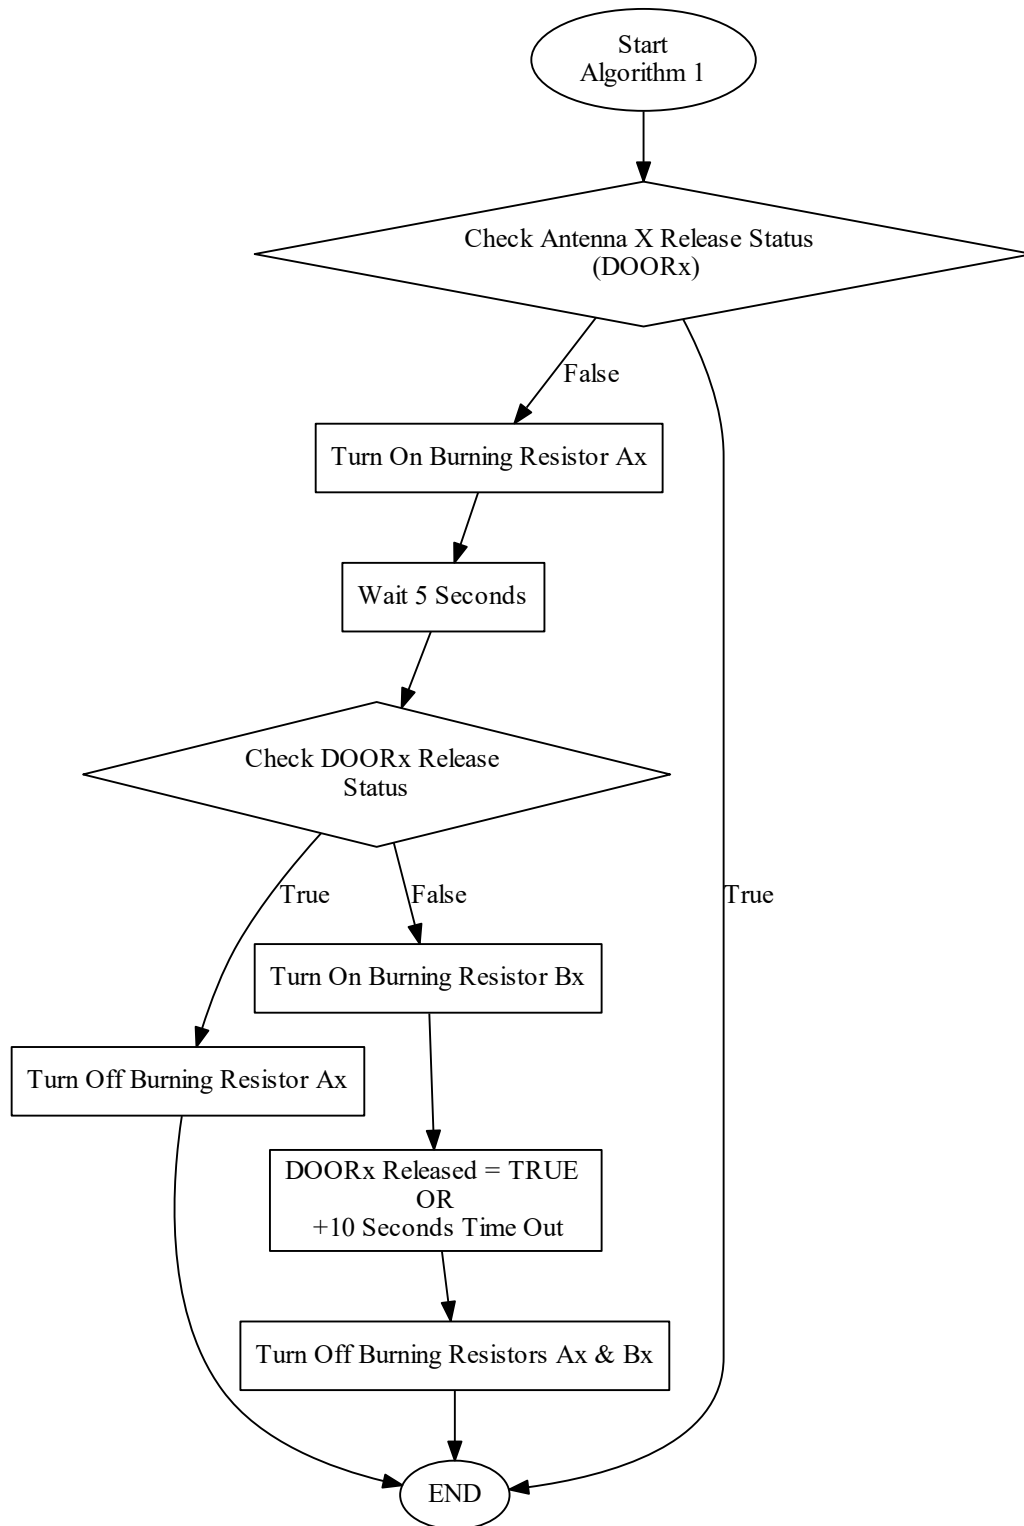 Start
Algorithm 1
Check Antenna X Release Status
(DOORx)
False
Turn On Burning Resistor Ax
Wait 5 Seconds
Check DOORx Release
Status
True
False
True
Turn On Burning Resistor Bx
Turn Off Burning Resistor Ax
DOORx Released = TRUE
OR
+10 Seconds Time Out
Turn Off Burning Resistors Ax & Bx
END